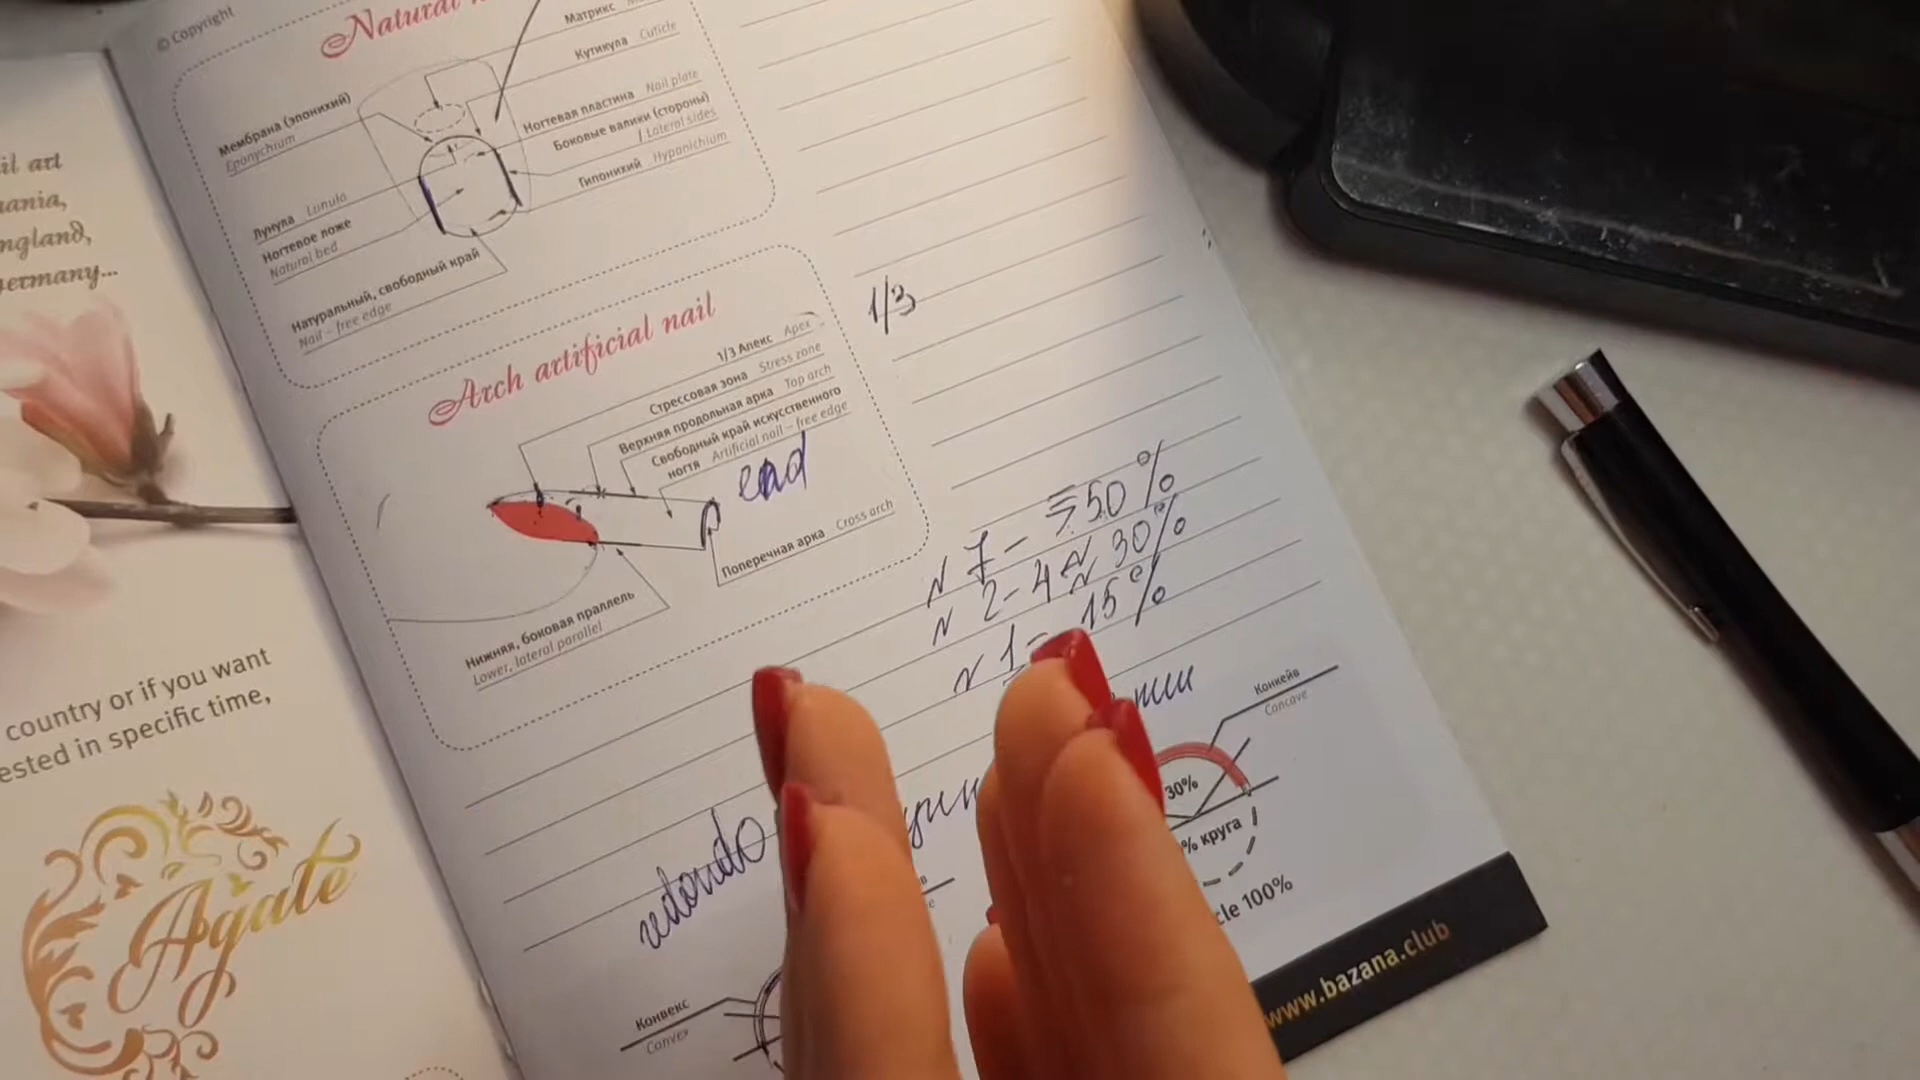 © Copyright
Natural
Матрикс
Кутикула Cuticle
Ногтевая пластина Nail plate
Боковые валики (стороны)
/ Lateral sides
Гипонихий Hyponichium
Мембрана (эпонихий)
Eponychium
Лунула Lunula
Ногтевое ложе
Natural bed
Натуральный, свободный край
Nail – free edge
Arch artificial nail
1/3 Апекс Apex
Стрессовая зона Stress zone
Верхняя продольная арка Top arch
Свободный край искусственного
ногтя Artificial nail – free edge
end
Поперечная арка Cross arch
Нижняя, боковая праллель
Lower, lateral parallel
1/3
N 7 - 50%
N 2-4 ~ 30%
N 1 - 15%
redondo
Конкейв
Concave
30%
% круга
cle 100%
Конвекс
Convex
www.bazana.club
il art
mania,
ngland,
germany...
country or if you want
ested in specific time,
Agate